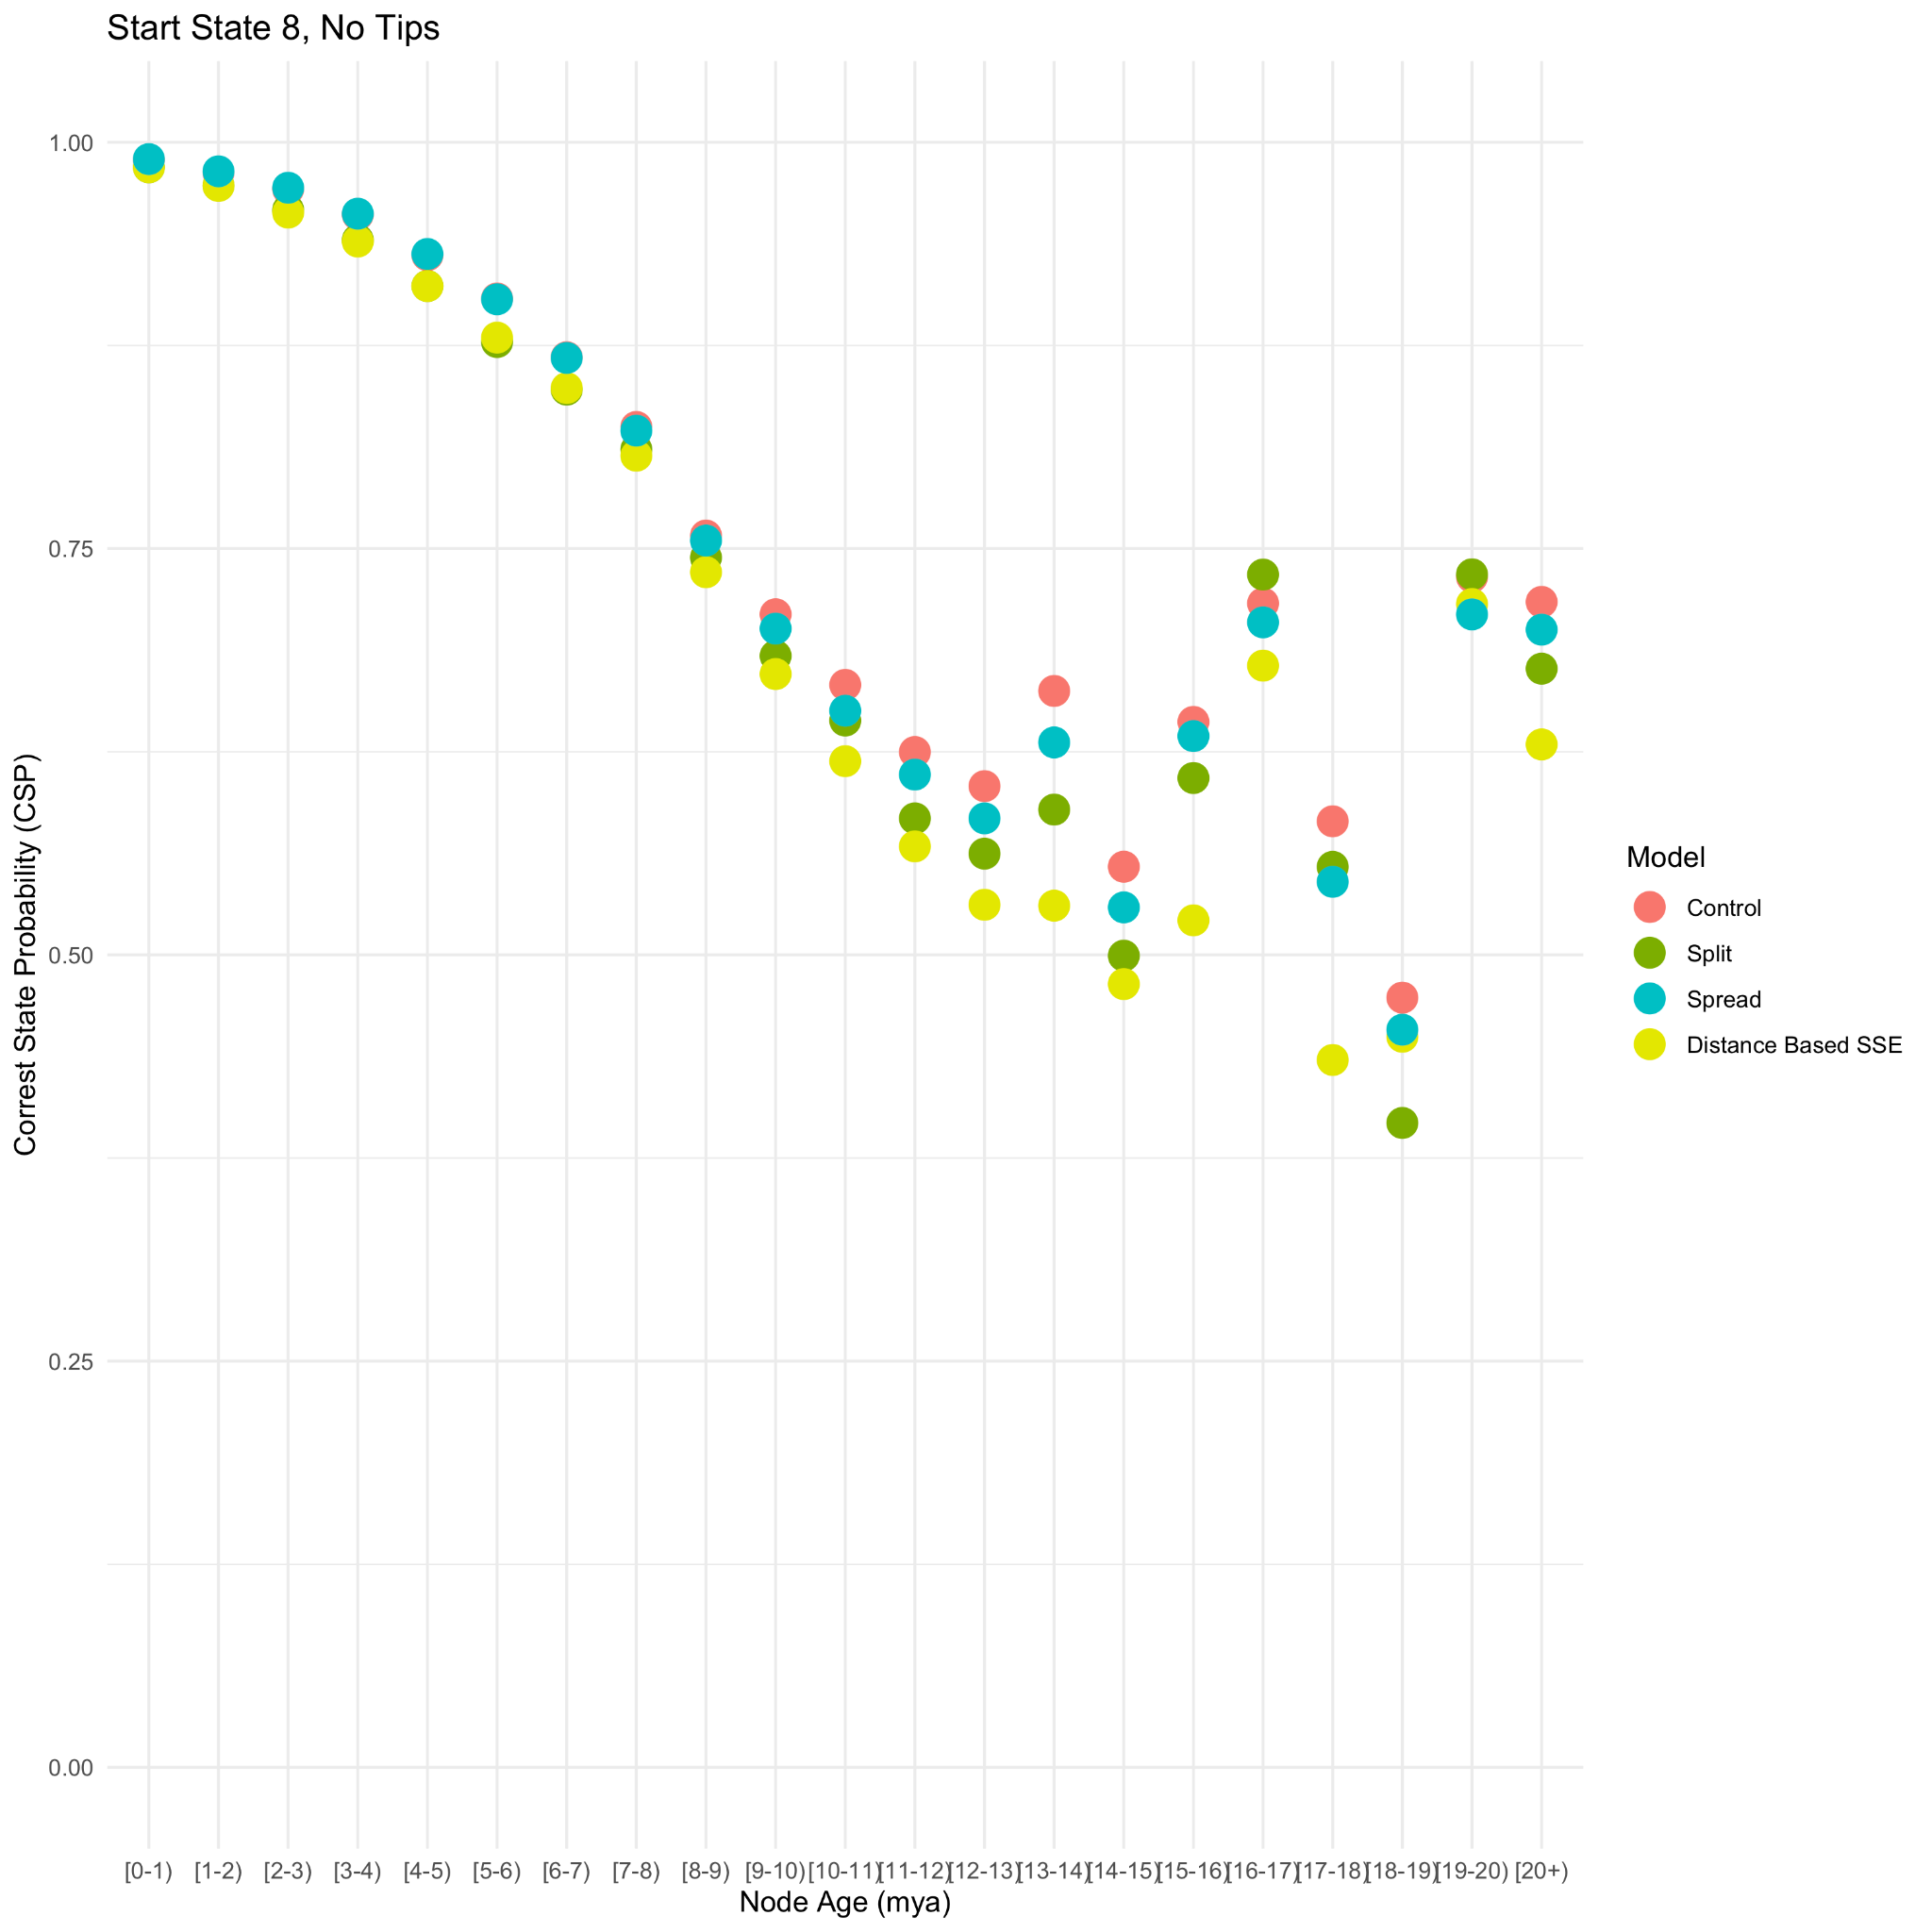 Start State 8, No Tips
Correst State Probability (CSP)
1.00
0.75
0.50
0.25
0.00
[0-1) [1-2) [2-3) [3-4) [4-5) [5-6) [6-7) [7-8) [8-9) [9-10) [10-11) [11-12) [12-13) [13-14) [14-15) [15-16) [16-17) [17-18) [18-19) [19-20) [20+)
Node Age (mya)
Model
Control
Split
Spread
Distance Based SSE